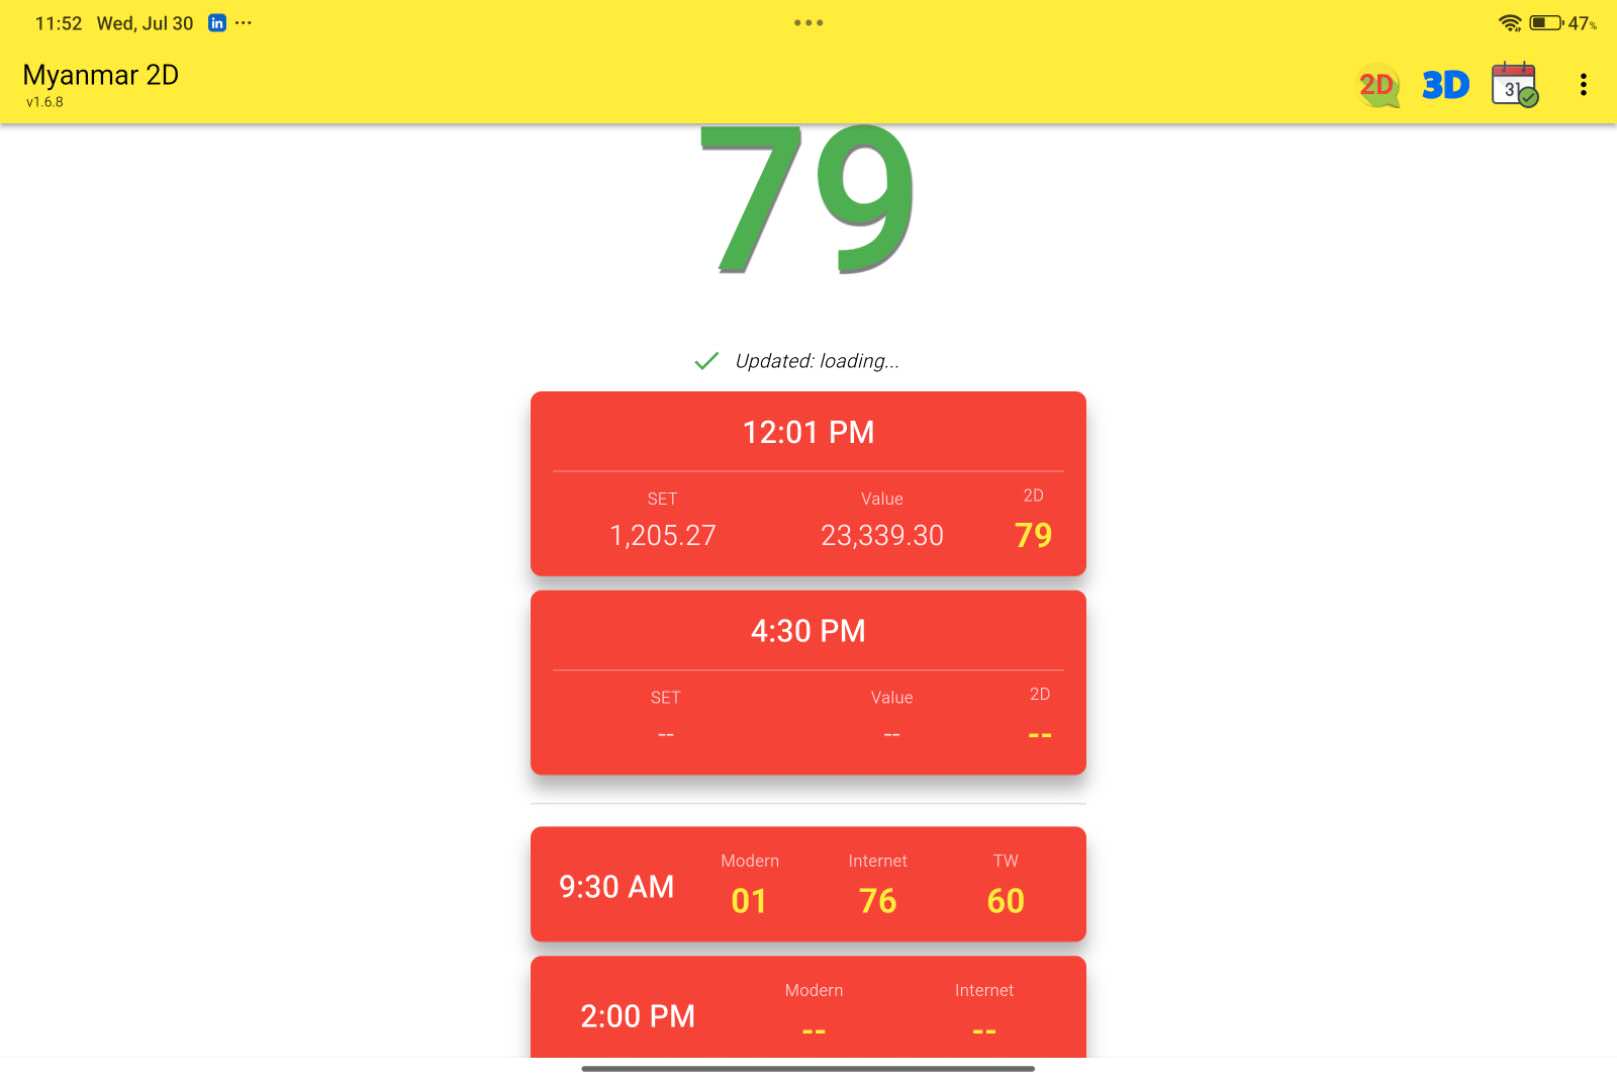 11:52 Wed, Jul 30 in ...
47%
Myanmar 2D
v1.6.8
2D 3D 31
79
Updated: loading...
12:01 PM
SET Value 2D
1,205.27 23,339.30 79
4:30 PM
SET Value 2D
-- -- --
Modern Internet TW
9:30 AM 01 76 60
Modern Internet
2:00 PM -- --